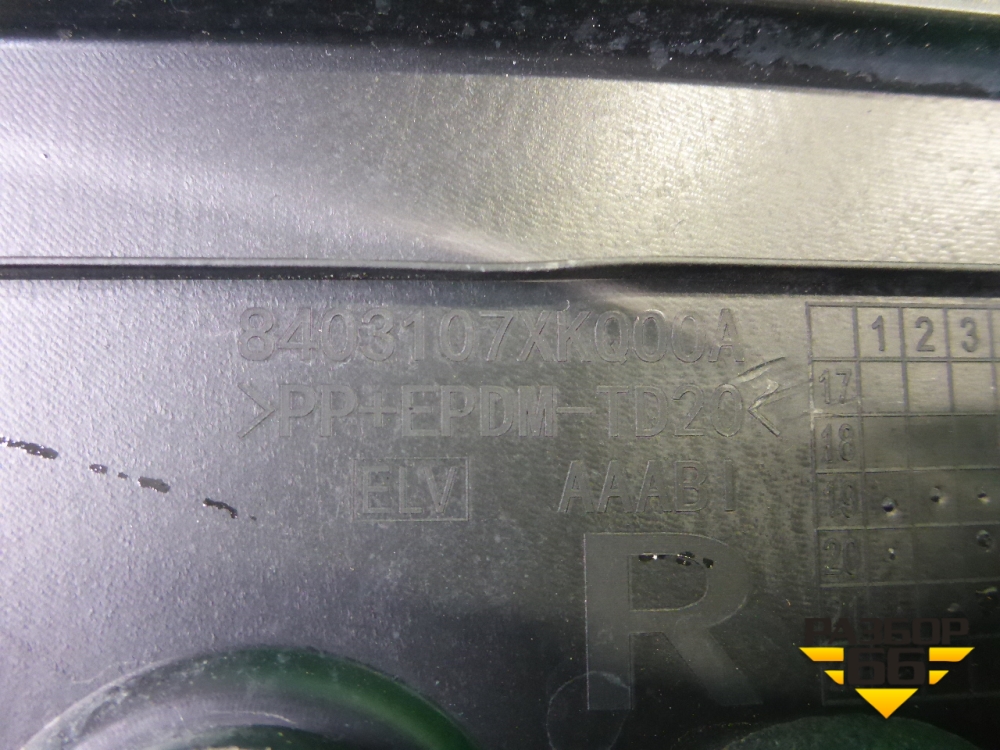 8403107XKQ00A
>PP+EPDM-TD20<
ELV AAAB1
R
1 2 3
17
18
19
20
РАЗБОР
66